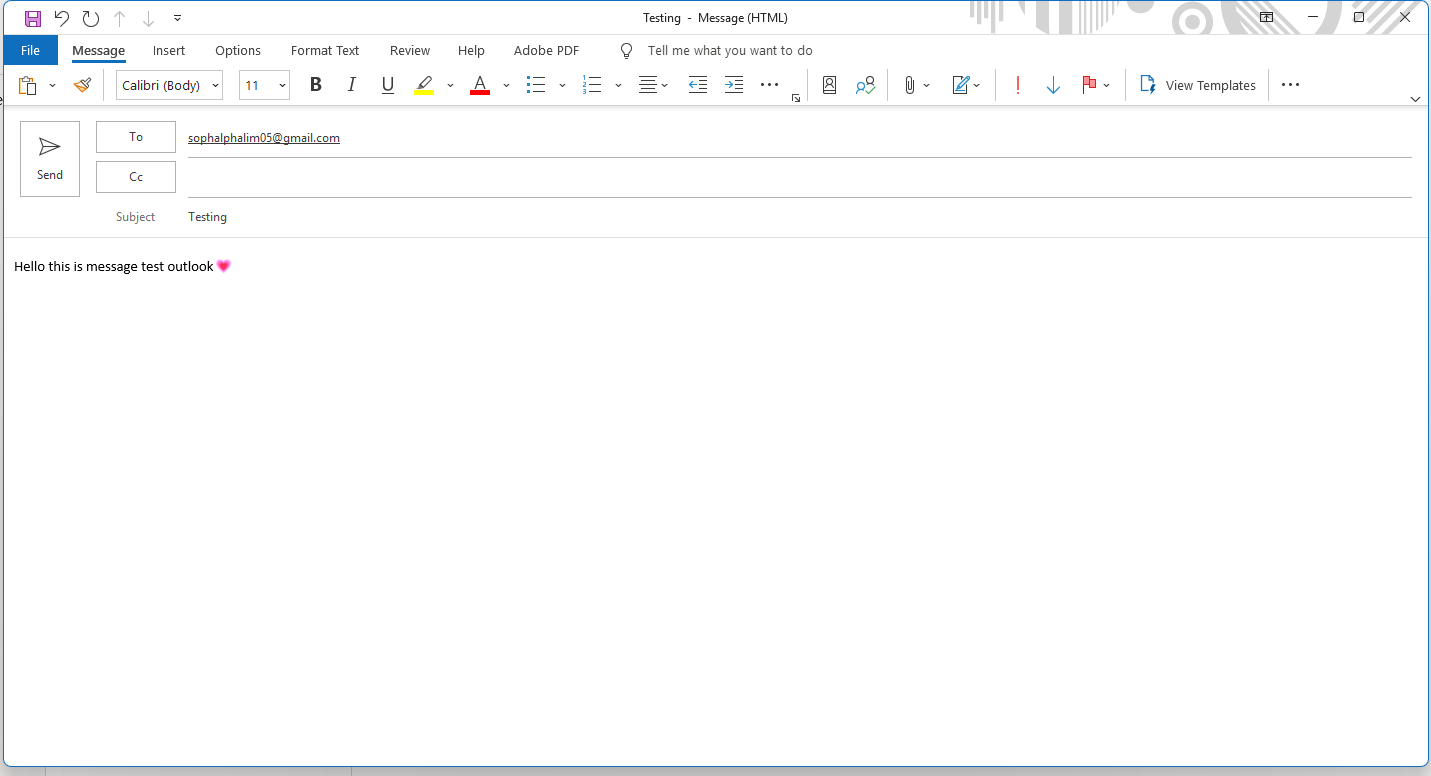 Testing - Message (HTML)
File Message Insert Options Format Text Review Help Adobe PDF Tell me what you want to do
Calibri (Body) 11 B I U A View Templates
To sophalphalim05@gmail.com
Send
Cc
Subject Testing
Hello this is message test outlook 💗